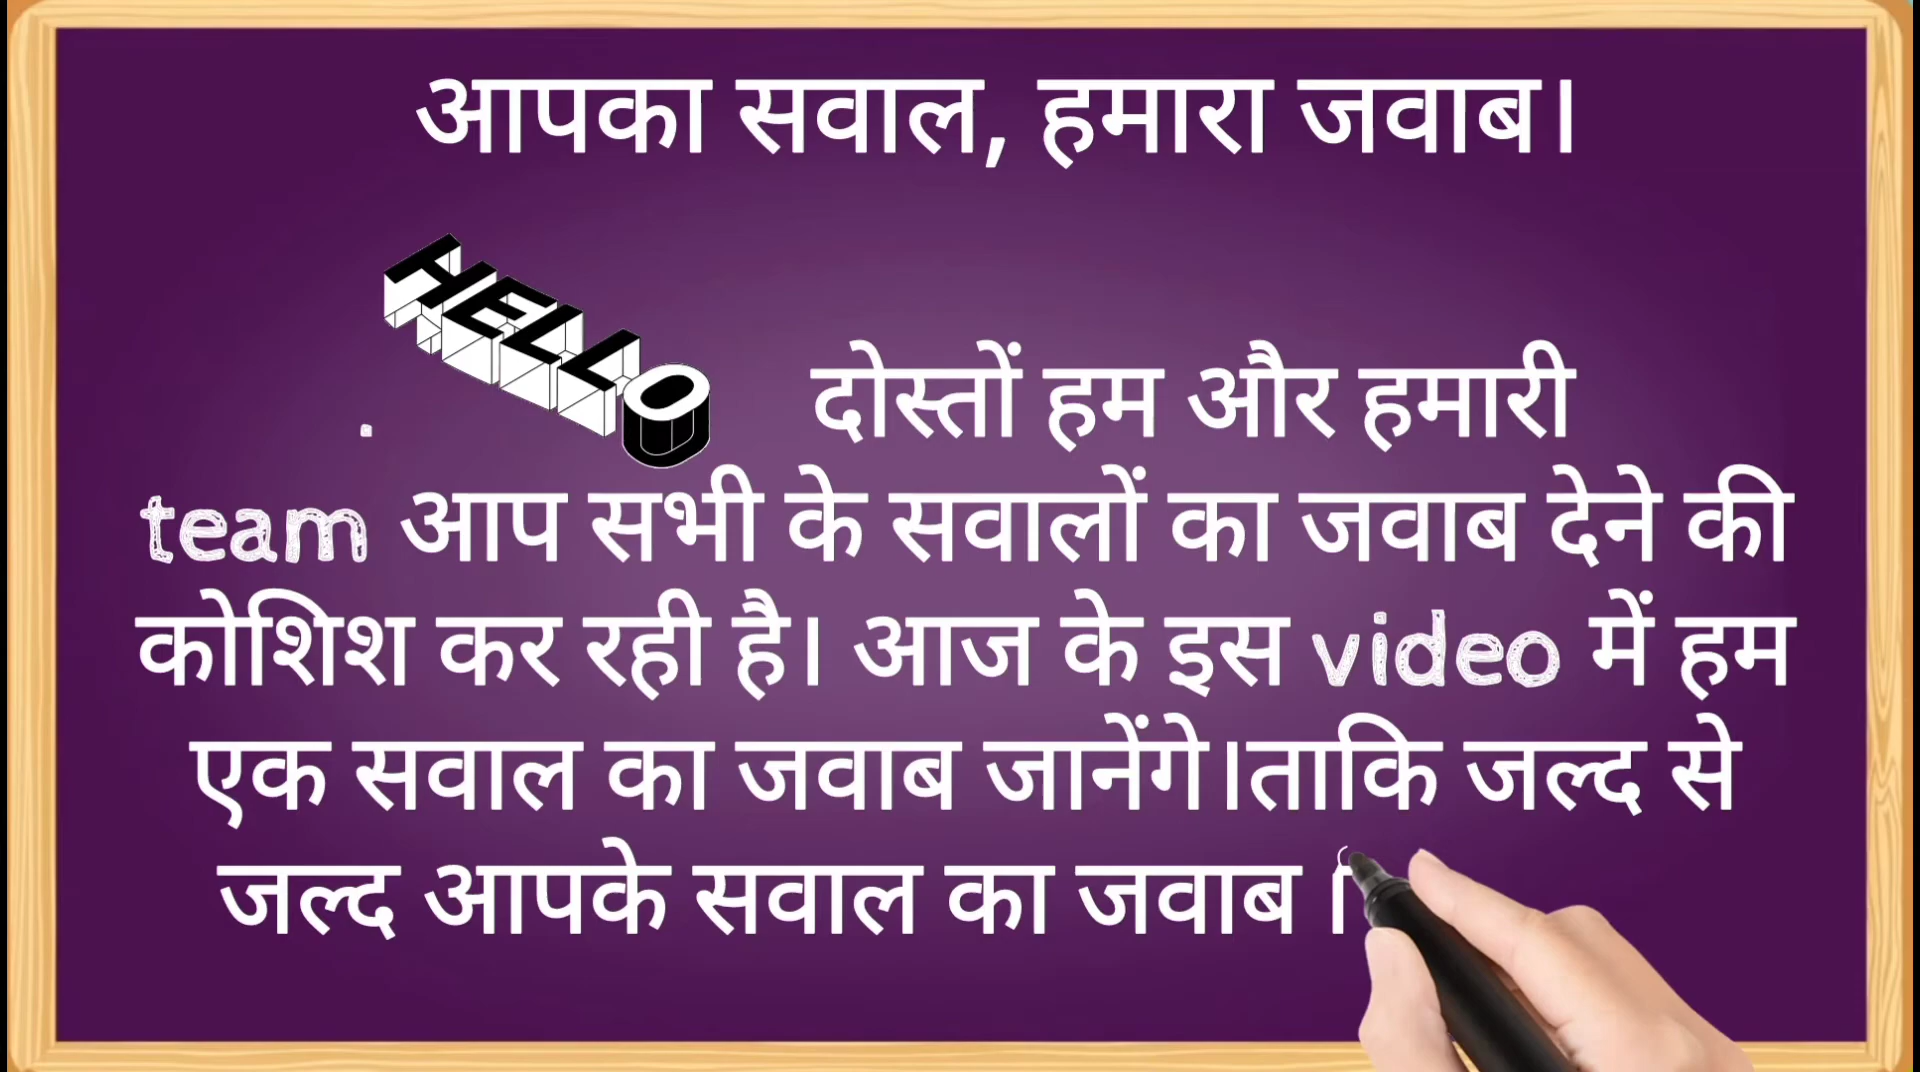 आपका सवाल, हमारा जवाब।
HELLO
. दोस्तों हम और हमारी
team आप सभी के सवालों का जवाब देने की
कोशिश कर रही है। आज के इस video में हम
एक सवाल का जवाब जानेंगे।ताकि जल्द से
जल्द आपके सवाल का जवाब